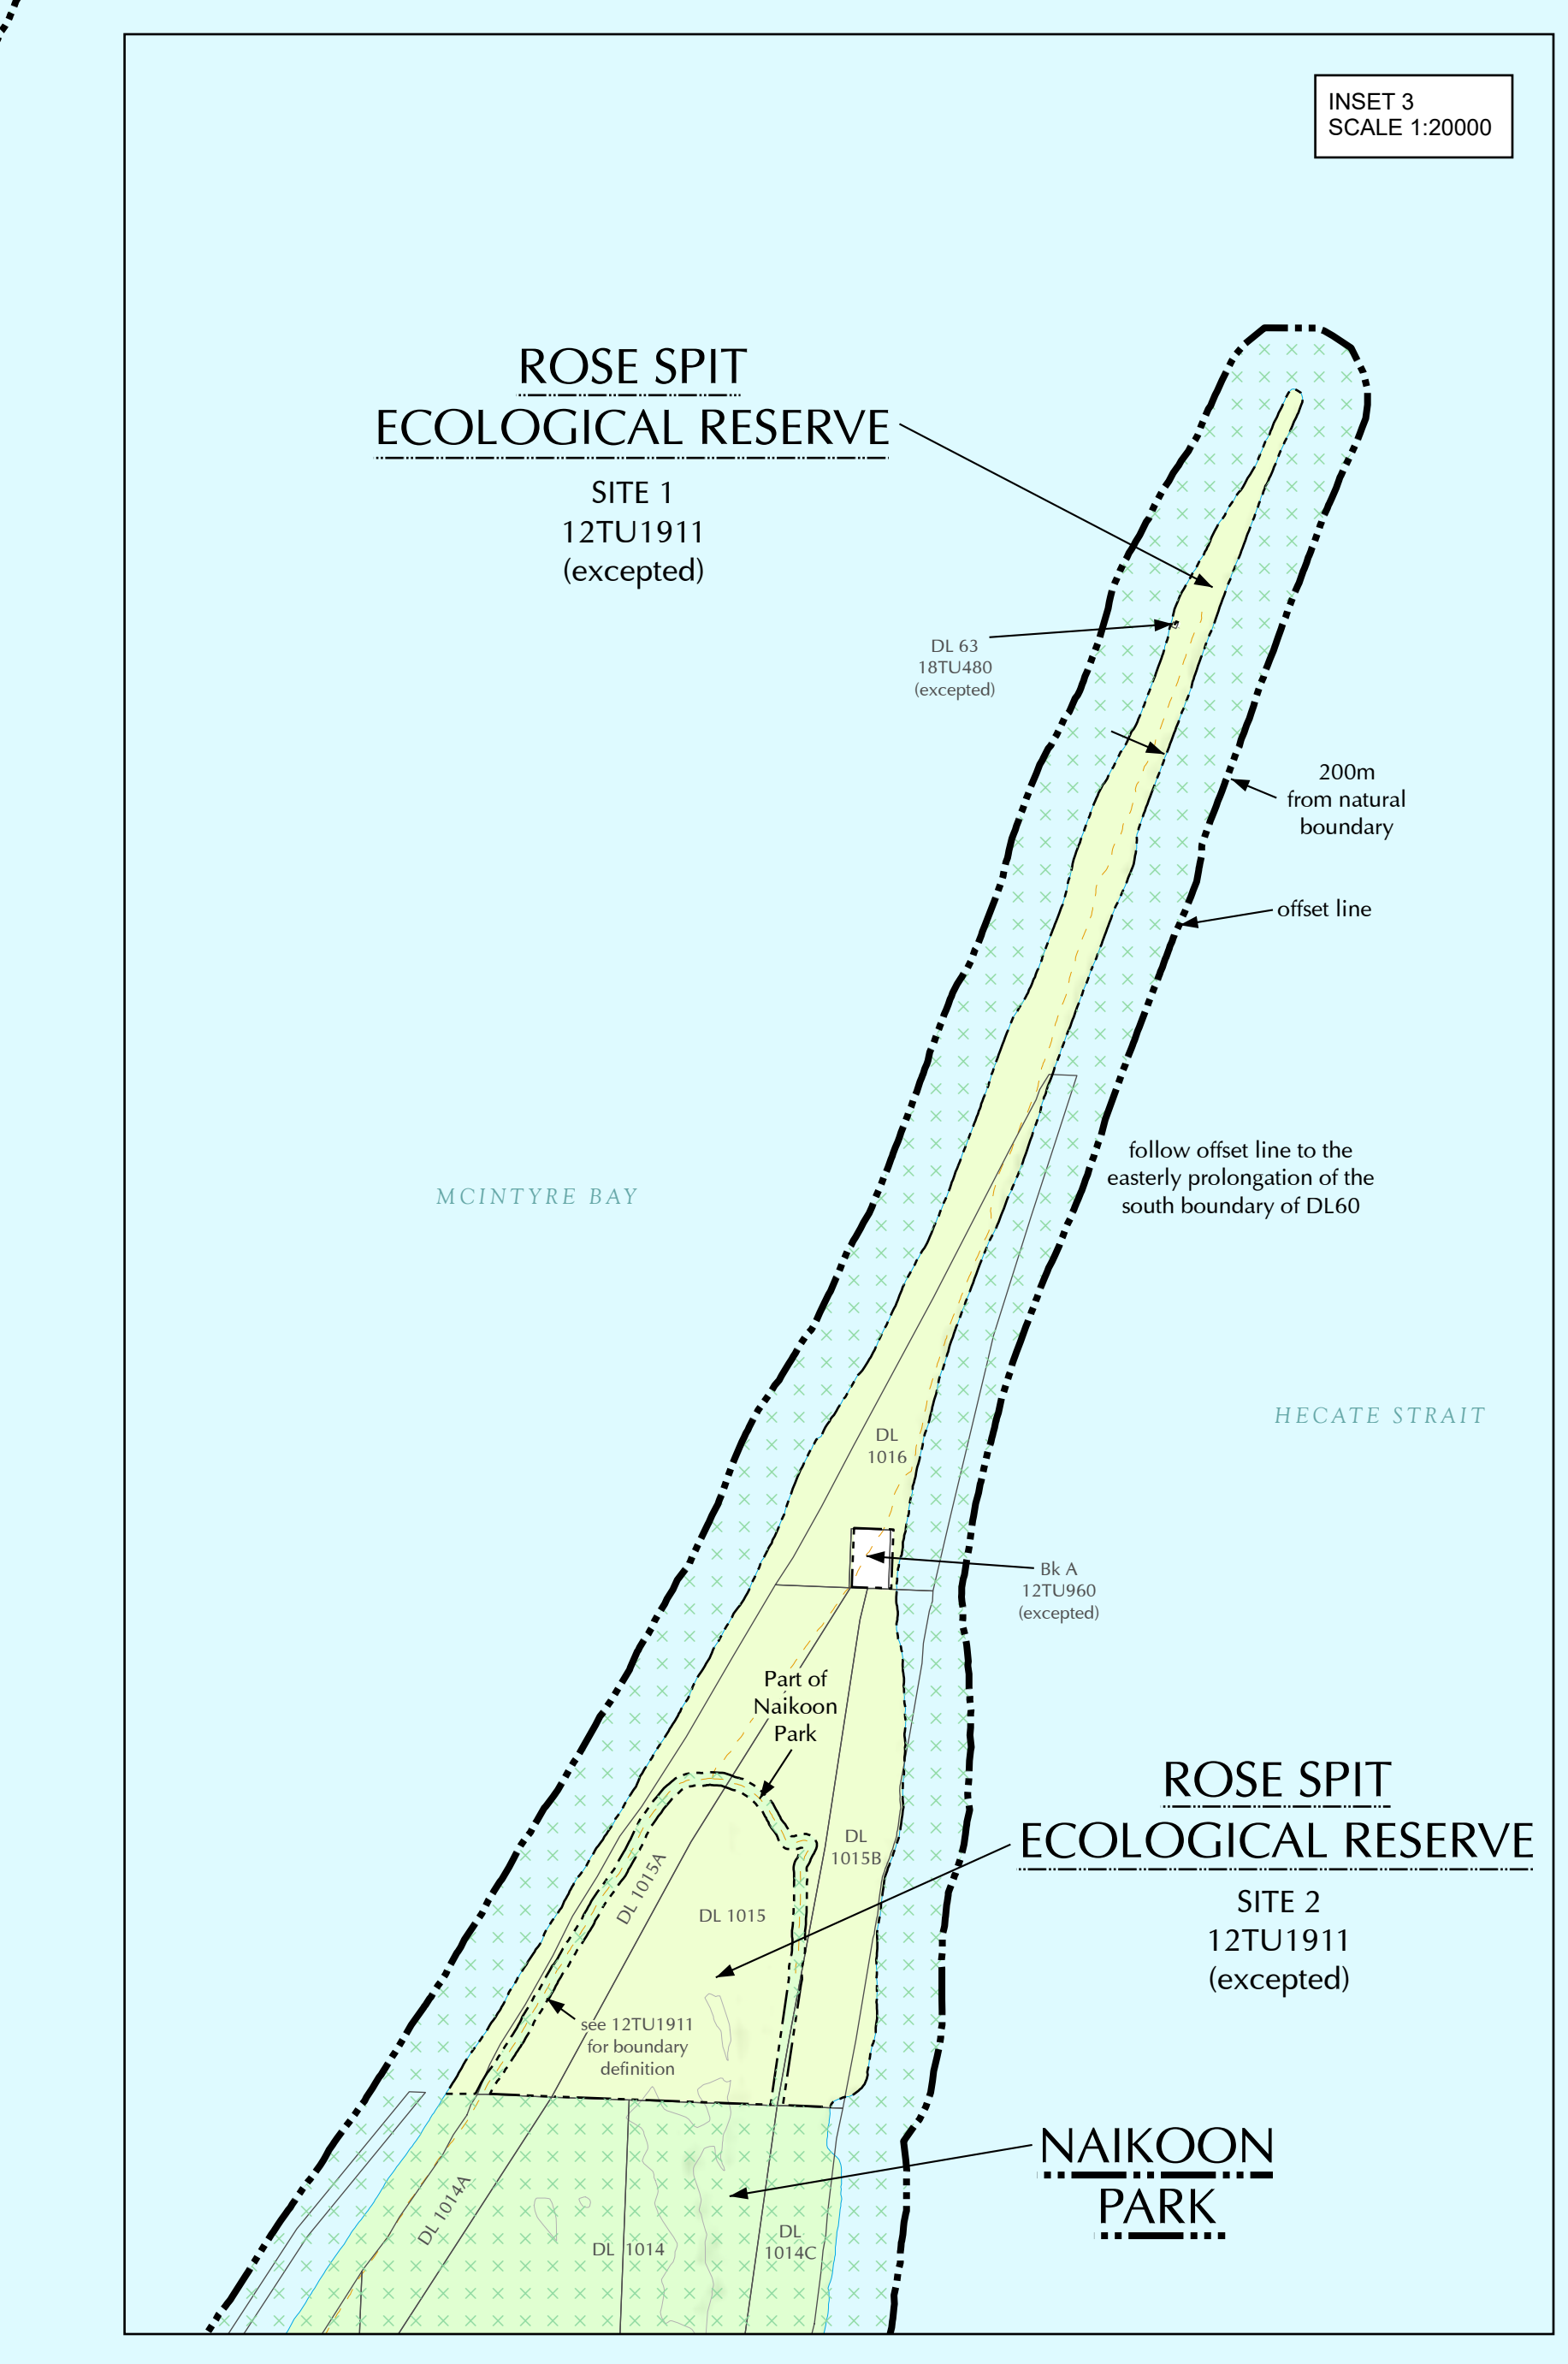 INSET 3
SCALE 1:20000
ROSE SPIT
ECOLOGICAL RESERVE
SITE 1
12TU1911
(excepted)
DL 63
18TU480
(excepted)
200m
from natural
boundary
offset line
follow offset line to the
easterly prolongation of the
south boundary of DL60
MCINTYRE BAY
HECATE STRAIT
DL
1016
Bk A
12TU960
(excepted)
Part of
Naikoon
Park
ROSE SPIT
ECOLOGICAL RESERVE
SITE 2
12TU1911
(excepted)
DL
1015B
DL 1015A
DL 1015
see 12TU1911
for boundary
definition
NAIKOON
PARK
DL 1014A
DL 1014
DL
1014C